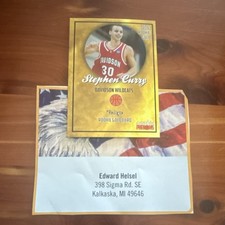 DAVIDSON
30
Stephen Curry
DAVIDSON WILDCATS
Edward Helsel
398 Sigma Rd. SE
Kalkaska, MI 49646